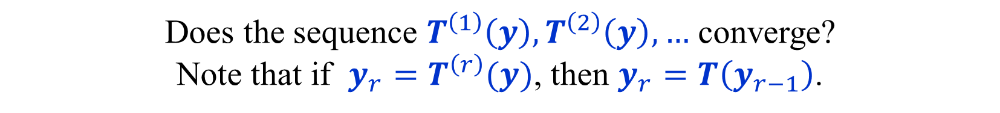 Does the sequence T^{(1)}(y), T^{(2)}(y), … converge?
Note that if y_r = T^{(r)}(y), then y_r = T(y_{r−1}).